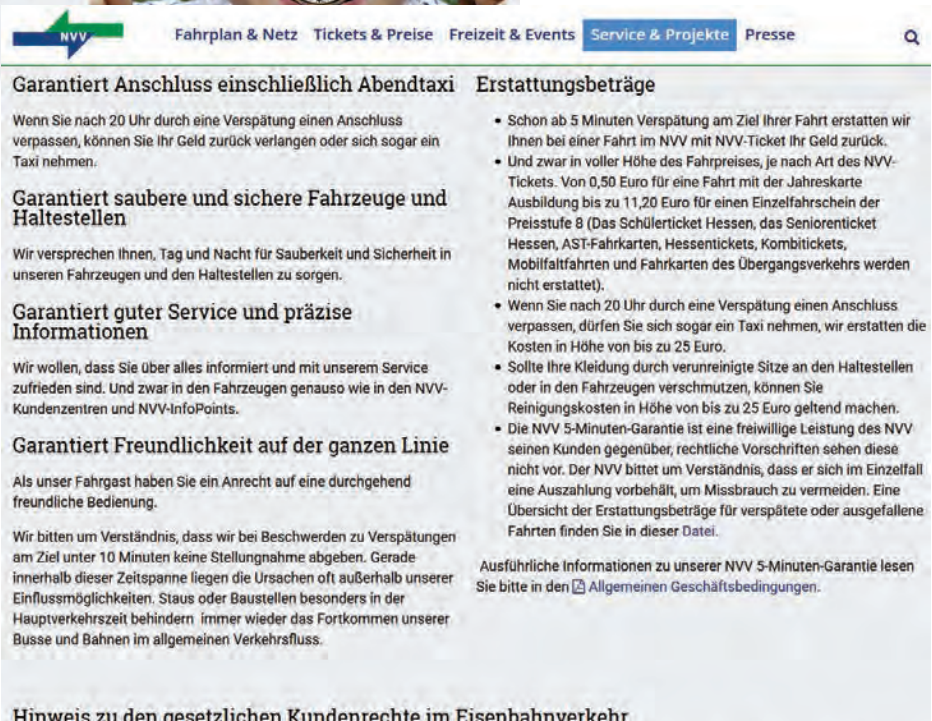 NVV
Fahrplan & Netz Tickets & Preise Freizeit & Events Service & Projekte Presse
Garantiert Anschluss einschließlich Abendtaxi
Wenn Sie nach 20 Uhr durch eine Verspätung einen Anschluss
verpassen, können Sie Ihr Geld zurück verlangen oder sich sogar ein
Taxi nehmen.
Garantiert saubere und sichere Fahrzeuge und
Haltestellen
Wir versprechen Ihnen, Tag und Nacht für Sauberkeit und Sicherheit in
unseren Fahrzeugen und den Haltestellen zu sorgen.
Garantiert guter Service und präzise
Informationen
Wir wollen, dass Sie über alles informiert und mit unserem Service
zufrieden sind. Und zwar in den Fahrzeugen genauso wie in den NVV-
Kundenzentren und NVV-InfoPoints.
Garantiert Freundlichkeit auf der ganzen Linie
Als unser Fahrgast haben Sie ein Anrecht auf eine durchgehend
freundliche Bedienung.
Wir bitten um Verständnis, dass wir bei Beschwerden zu Verspätungen
am Ziel unter 10 Minuten keine Stellungnahme abgeben. Gerade
innerhalb dieser Zeitspanne liegen die Ursachen oft außerhalb unserer
Einflussmöglichkeiten. Staus oder Baustellen besonders in der
Hauptverkehrszeit behindern immer wieder das Fortkommen unserer
Busse und Bahnen im allgemeinen Verkehrsfluss.
Erstattungsbeträge
• Schon ab 5 Minuten Verspätung am Ziel Ihrer Fahrt erstatten wir
Ihnen bei einer Fahrt im NVV mit NVV-Ticket Ihr Geld zurück.
• Und zwar in voller Höhe des Fahrpreises, je nach Art des NVV-
Tickets. Von 0,50 Euro für eine Fahrt mit der Jahreskarte
Ausbildung bis zu 11,20 Euro für einen Einzelfahrschein der
Preisstufe 8 (Das Schülerticket Hessen, das Seniorenticket
Hessen, AST-Fahrkarten, Hessentickets, Kombitickets,
Mobilfaltfahrten und Fahrkarten des Übergangsverkehrs werden
nicht erstattet).
• Wenn Sie nach 20 Uhr durch eine Verspätung einen Anschluss
verpassen, dürfen Sie sich sogar ein Taxi nehmen, wir erstatten die
Kosten in Höhe von bis zu 25 Euro.
• Sollte Ihre Kleidung durch verunreinigte Sitze an den Haltestellen
oder in den Fahrzeugen verschmutzen, können Sie
Reinigungskosten in Höhe von bis zu 25 Euro geltend machen.
• Die NVV 5-Minuten-Garantie ist eine freiwillige Leistung des NVV
seinen Kunden gegenüber, rechtliche Vorschriften sehen diese
nicht vor. Der NVV bittet um Verständnis, dass er sich im Einzelfall
eine Auszahlung vorbehält, um Missbrauch zu vermeiden. Eine
Übersicht der Erstattungsbeträge für verspätete oder ausgefallene
Fahrten finden Sie in dieser Datei.
Ausführliche Informationen zu unserer NVV 5-Minuten-Garantie lesen
Sie bitte in den Allgemeinen Geschäftsbedingungen.
Hinweis zu den gesetzlichen Kundenrechte im Eisenbahnverkehr